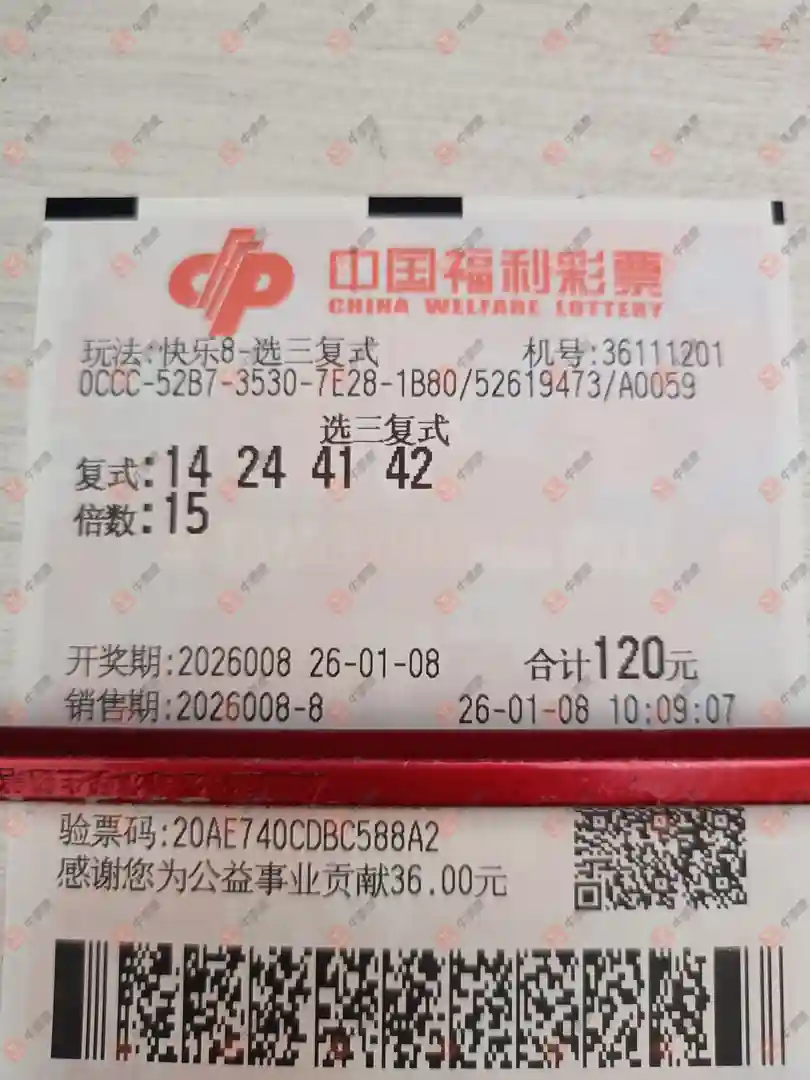 中国福利彩票
CHINA WELFARE LOTTERY
玩法:快乐8-选三复式 机号:36111201
0CCC-52B7-3530-7E28-1B80/52619473/A0059
选三复式
复式:14 24 41 42
倍数:15
开奖期:2026008 26-01-08 合计120元
销售期:2026008-8 26-01-08 10:09:07
验票码:20AE740CDBC588A2
感谢您为公益事业贡献36.00元